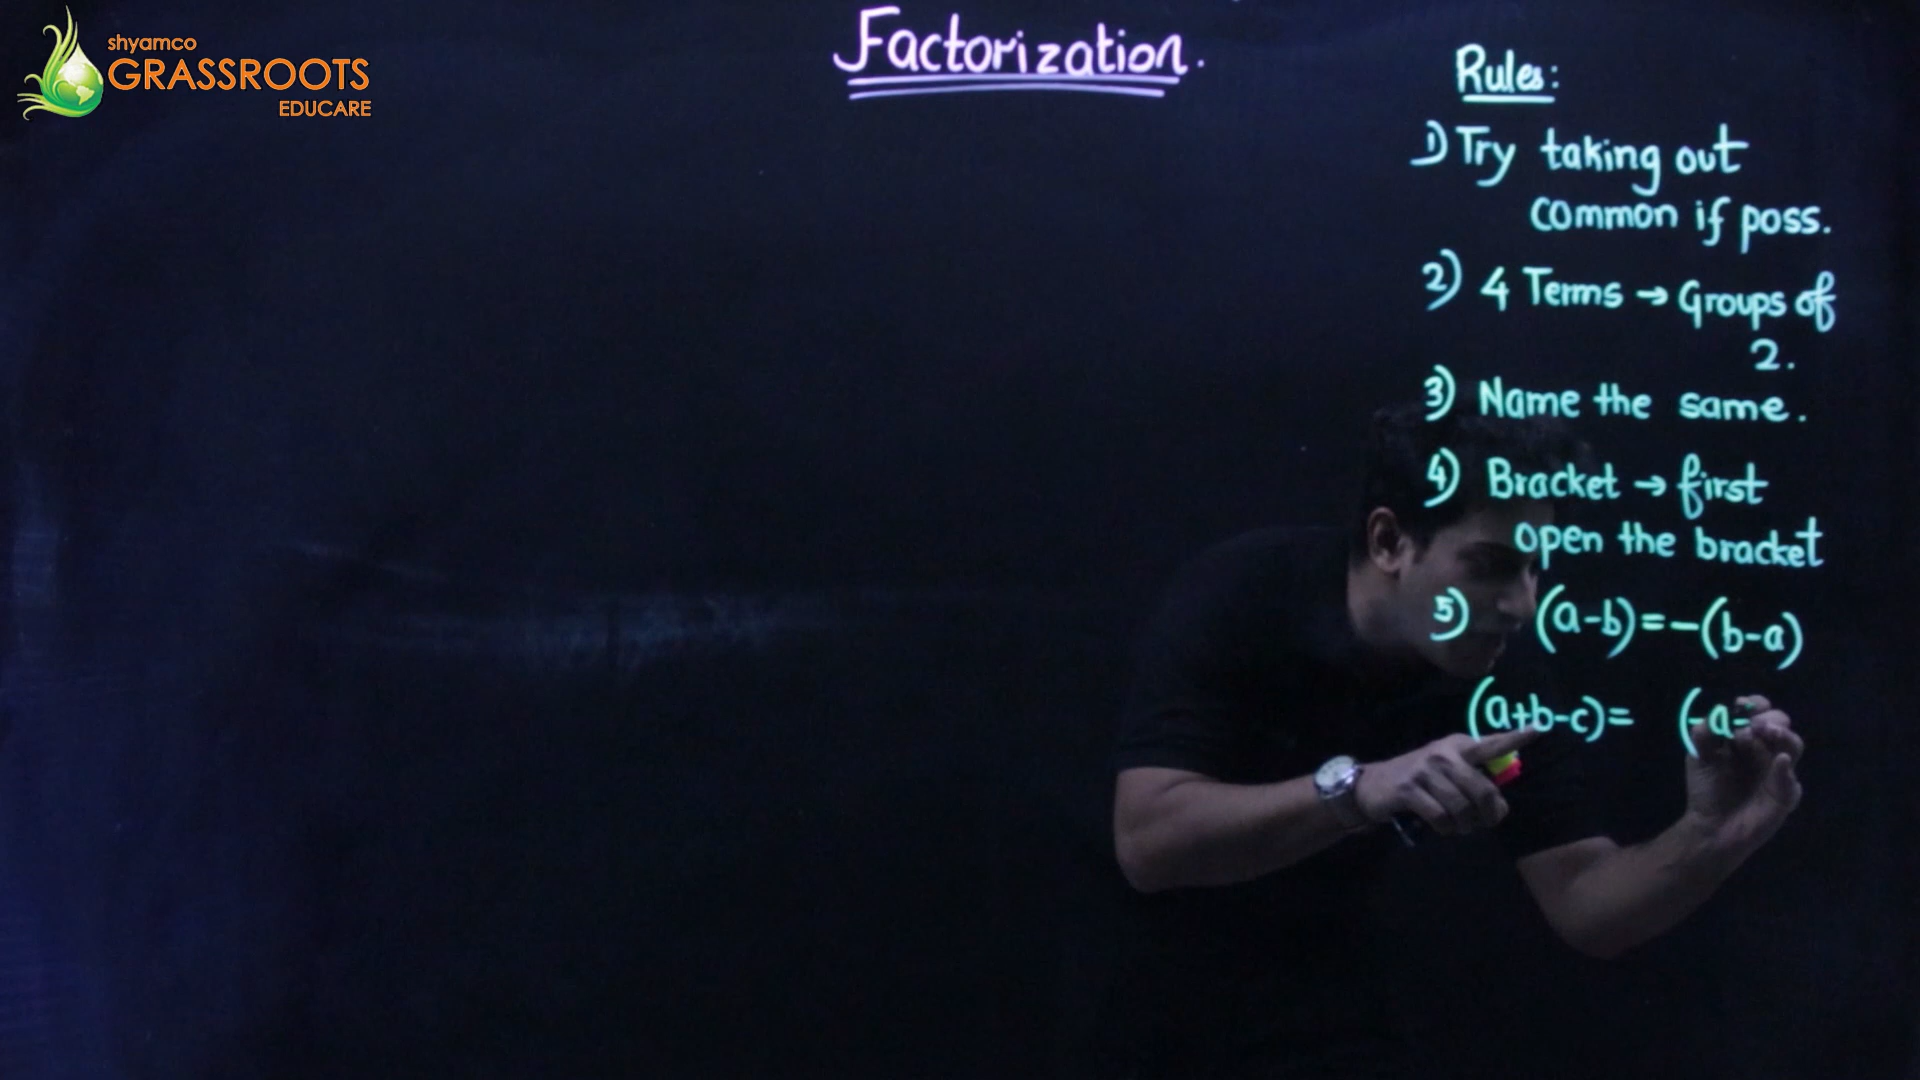 shyamco
GRASSROOTS
EDUCARE
Factorization.
Rules:
1) Try taking out
common if poss.
2) 4 Terms → Groups of
2.
3) Name the same.
4) Bracket → first
open the bracket
5) (a-b)=-(b-a)
(a+b-c)= (-a-